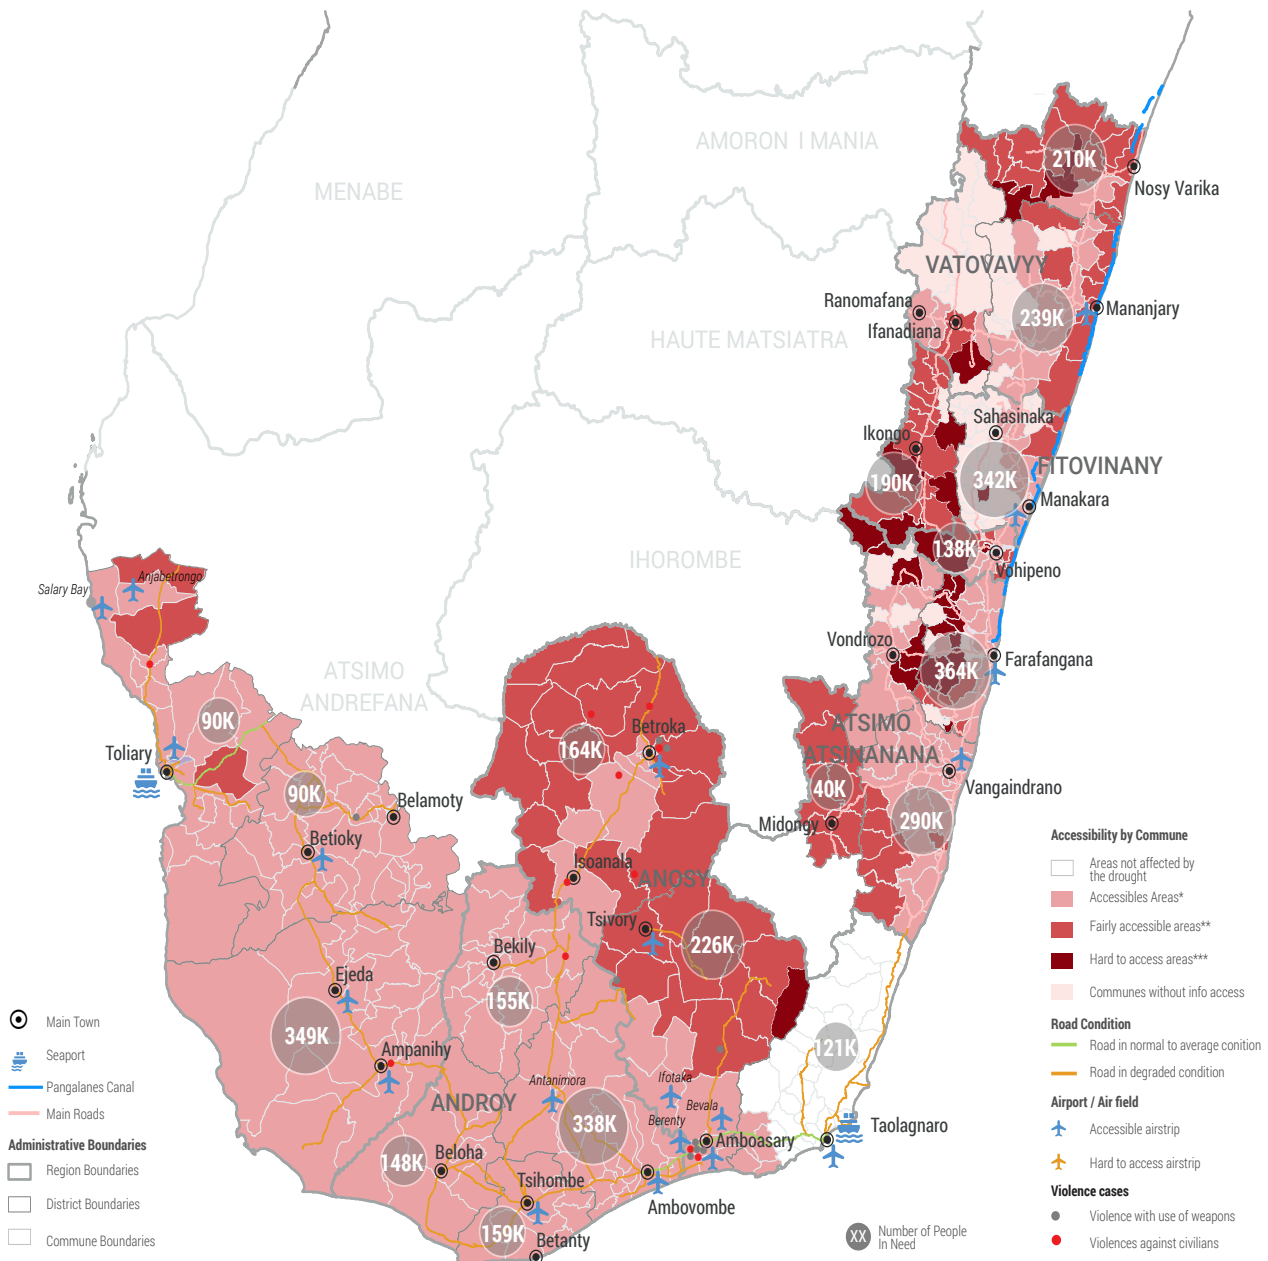 AMORON I MANIA
210K
MENABE
Nosy Varika
VATOVAVYY
Ranomafana
239K
Mananjary
Ifanadiana
HAUTE MATSIATRA
Sahasinaka
Ikongo
FITOVINANY
190K
342K
Manakara
138K
IHOROMBE
Vohipeno
Anjabetrongo
Salary Bay
Vondrozo
364K
Farafangana
ATSIMO
ANDREFANA
90K
Betroka
164K
ATSIMO
ATSINANANA
Toliary
40K
Vangaindrano
90K
Belamoty
Midongy
290K
Betioky
Isoanala
ANOSY
Tsivory
226K
Bekily
Ejeda
155K
349K
121K
Ampanihy
Antanimora
Ifotaka
ANDROY
338K
Bevala
Berenty
Amboasary
Taolagnaro
148K
Beloha
Tsihombe
Ambovombe
159K
Betanty
Main Town
Seaport
Pangalanes Canal
Main Roads
Administrative Boundaries
Region Boundaries
District Boundaries
Commune Boundaries
XX
Number of People
In Need
Accessibility by Commune
Areas not affected by
the drought
Accessibles Areas*
Fairly accessible areas**
Hard to access areas***
Communes without info access
Road Condition
Road in normal to average conition
Road in degraded condition
Airport / Air field
Accessible airstrip
Hard to access airstrip
Violence cases
Violence with use of weapons
Violences against civilians